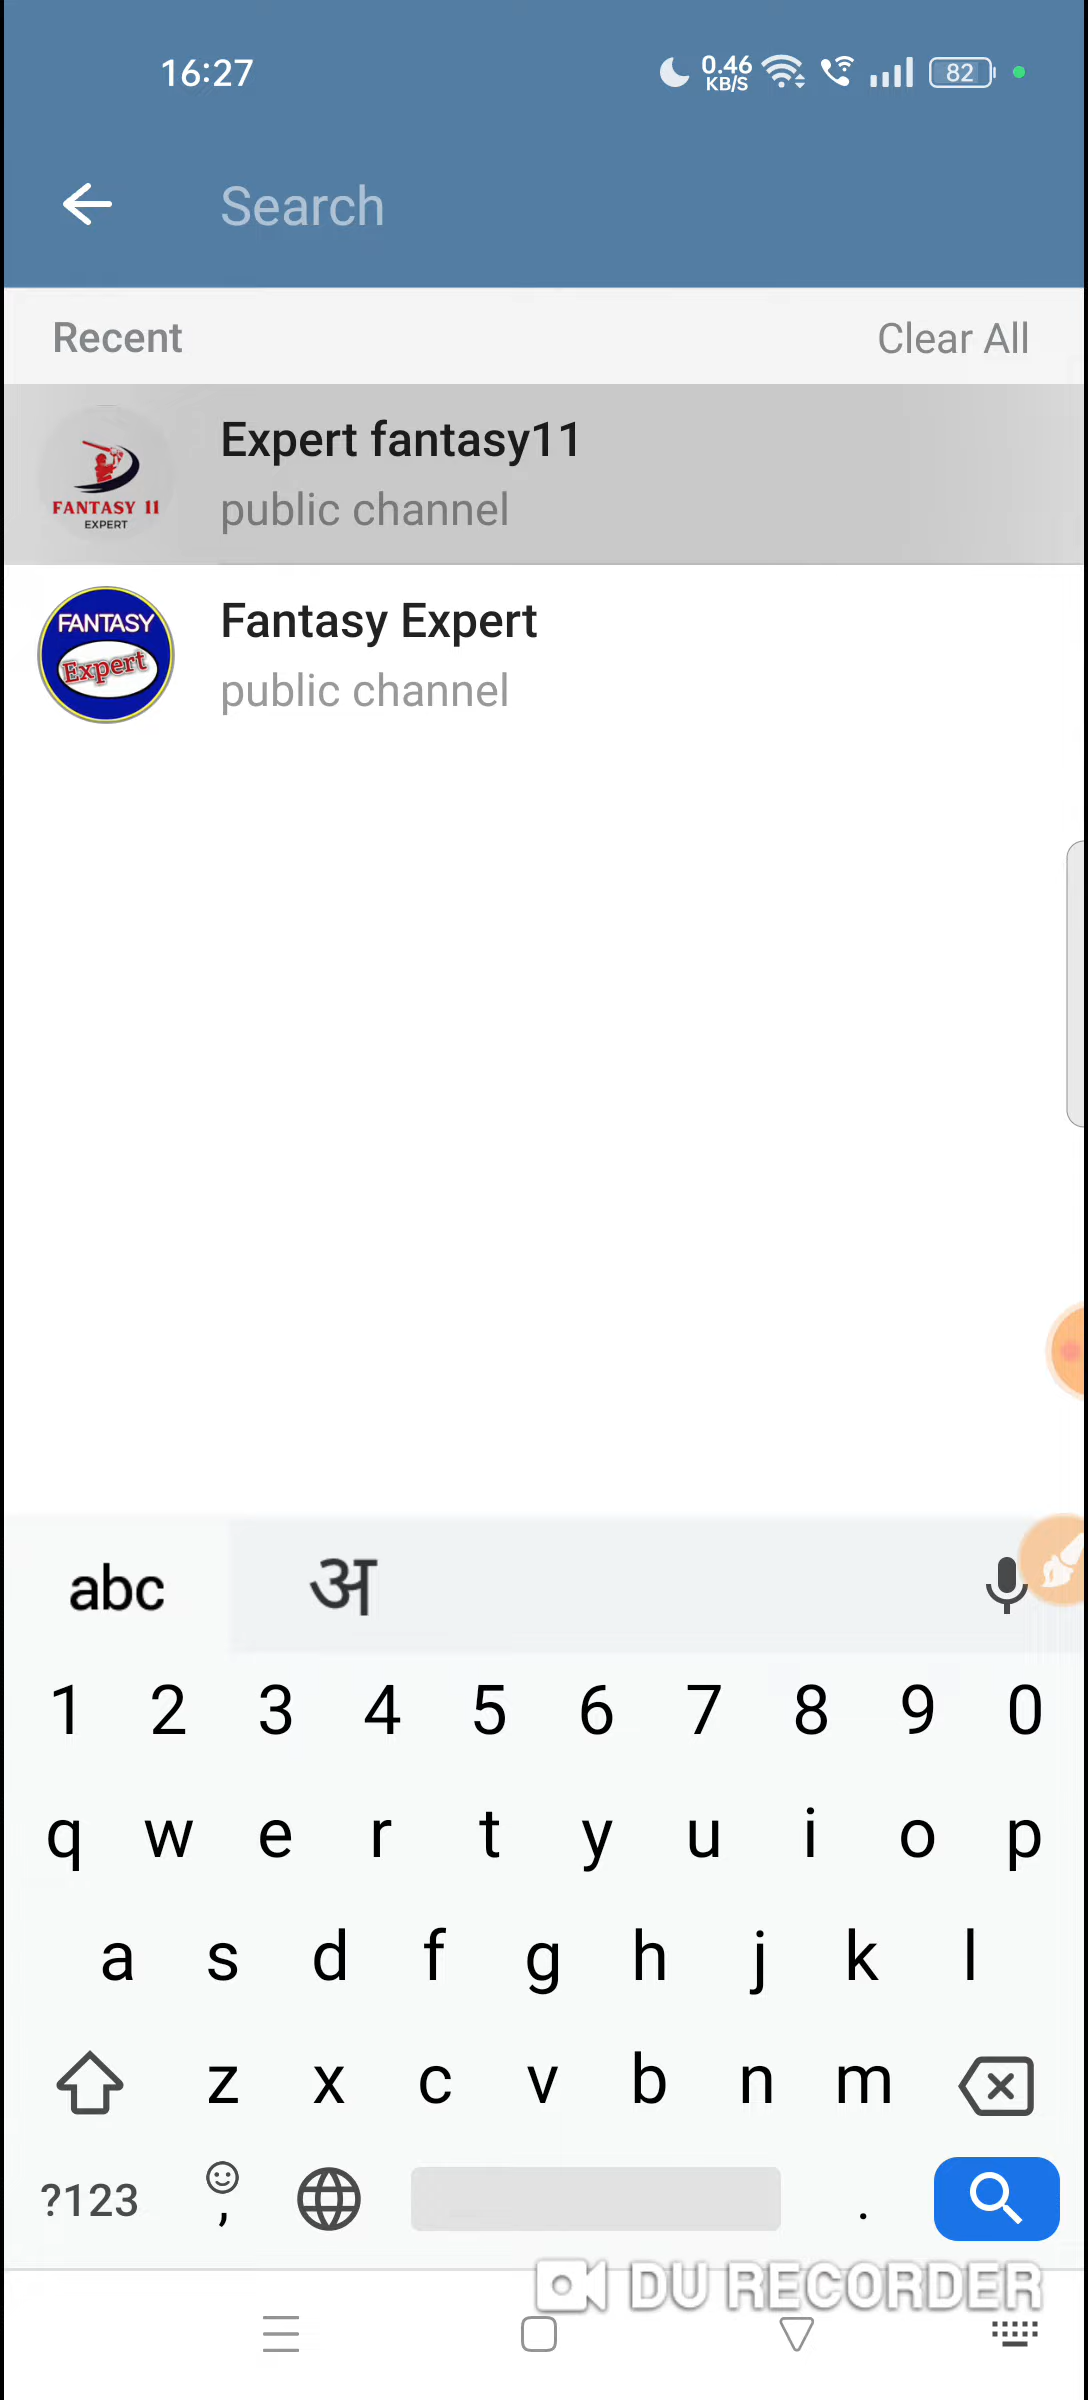 16:27
0.46
KB/S
82
Search
Recent
Clear All
Expert fantasy11
public channel
FANTASY 11
EXPERT
Fantasy Expert
public channel
FANTASY
Expert
abc
अ
1 2 3 4 5 6 7 8 9 0
q w e r t y u i o p
a s d f g h j k l
z x c v b n m
?123 , .
DU RECORDER